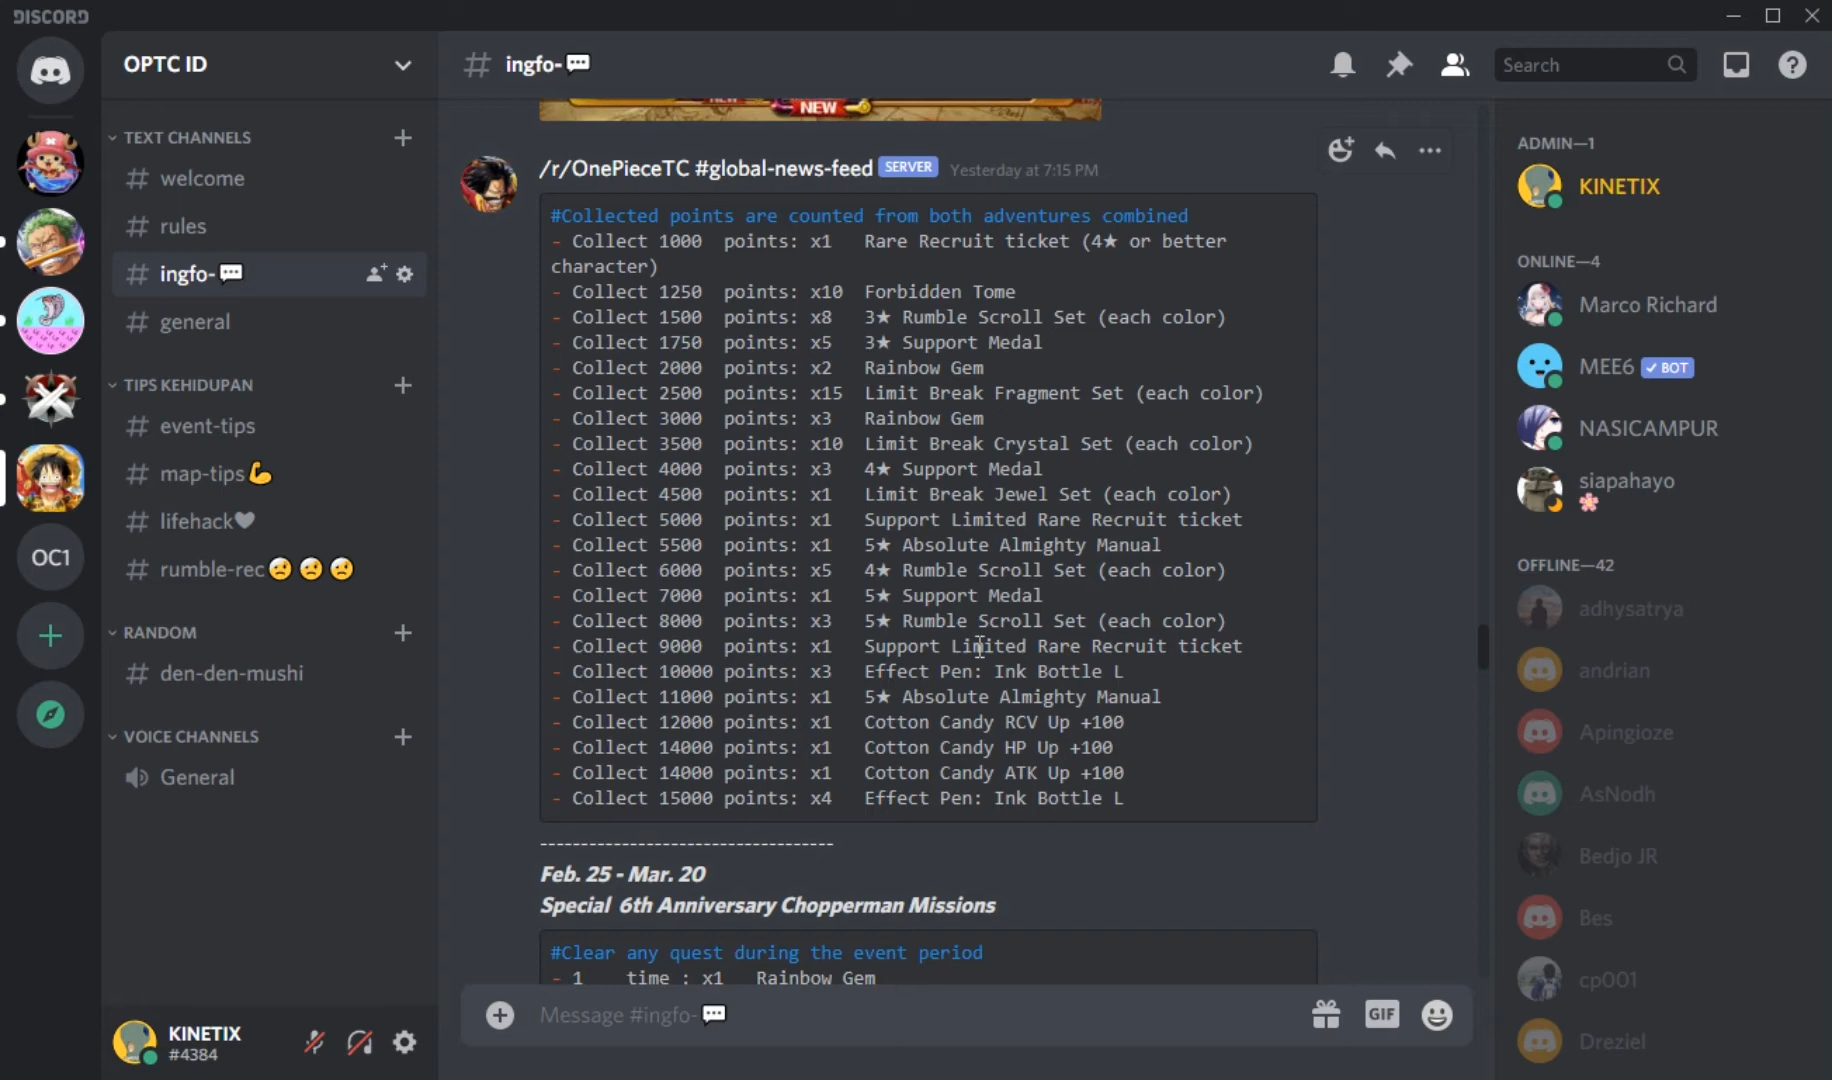 DISCORD
OPTC ID
TEXT CHANNELS
# welcome
# rules
# ingfo-💬
# general
TIPS KEHIDUPAN
# event-tips
# map-tips💪
# lifehack🖤
# rumble-rec🤕🤕🤕
RANDOM
# den-den-mushi
VOICE CHANNELS
General
OC1
KINETIX
#4384
# ingfo-💬
Search
NEW
/r/OnePieceTC #global-news-feed SERVER Yesterday at 7:15 PM
#Collected points are counted from both adventures combined
- Collect 1000 points: x1 Rare Recruit ticket (4★ or better
character)
- Collect 1250 points: x10 Forbidden Tome
- Collect 1500 points: x8 3★ Rumble Scroll Set (each color)
- Collect 1750 points: x5 3★ Support Medal
- Collect 2000 points: x2 Rainbow Gem
- Collect 2500 points: x15 Limit Break Fragment Set (each color)
- Collect 3000 points: x3 Rainbow Gem
- Collect 3500 points: x10 Limit Break Crystal Set (each color)
- Collect 4000 points: x3 4★ Support Medal
- Collect 4500 points: x1 Limit Break Jewel Set (each color)
- Collect 5000 points: x1 Support Limited Rare Recruit ticket
- Collect 5500 points: x1 5★ Absolute Almighty Manual
- Collect 6000 points: x5 4★ Rumble Scroll Set (each color)
- Collect 7000 points: x1 5★ Support Medal
- Collect 8000 points: x3 5★ Rumble Scroll Set (each color)
- Collect 9000 points: x1 Support Limited Rare Recruit ticket
- Collect 10000 points: x3 Effect Pen: Ink Bottle L
- Collect 11000 points: x1 5★ Absolute Almighty Manual
- Collect 12000 points: x1 Cotton Candy RCV Up +100
- Collect 14000 points: x1 Cotton Candy HP Up +100
- Collect 14000 points: x1 Cotton Candy ATK Up +100
- Collect 15000 points: x4 Effect Pen: Ink Bottle L
-----------------------------------
Feb. 25 - Mar. 20
Special 6th Anniversary Chopperman Missions
#Clear any quest during the event period
- 1 time : x1 Rainbow Gem
Message #ingfo-💬
GIF
ADMIN—1
KINETIX
ONLINE—4
Marco Richard
MEE6 ✓ BOT
NASICAMPUR
siapahayo
🌸
OFFLINE—42
adhysatrya
andrian
Apingioze
AsNodh
Bedjo JR
Bes
cp001
Dreziel